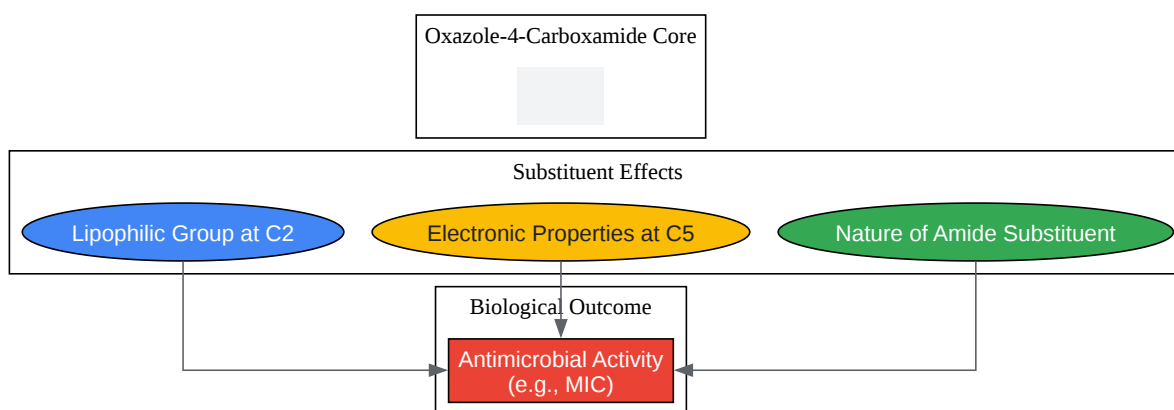 Oxazole-4-Carboxamide Core
Substituent Effects
Lipophilic Group at C2
Electronic Properties at C5
Nature of Amide Substituent
Biological Outcome
Antimicrobial Activity
(e.g., MIC)